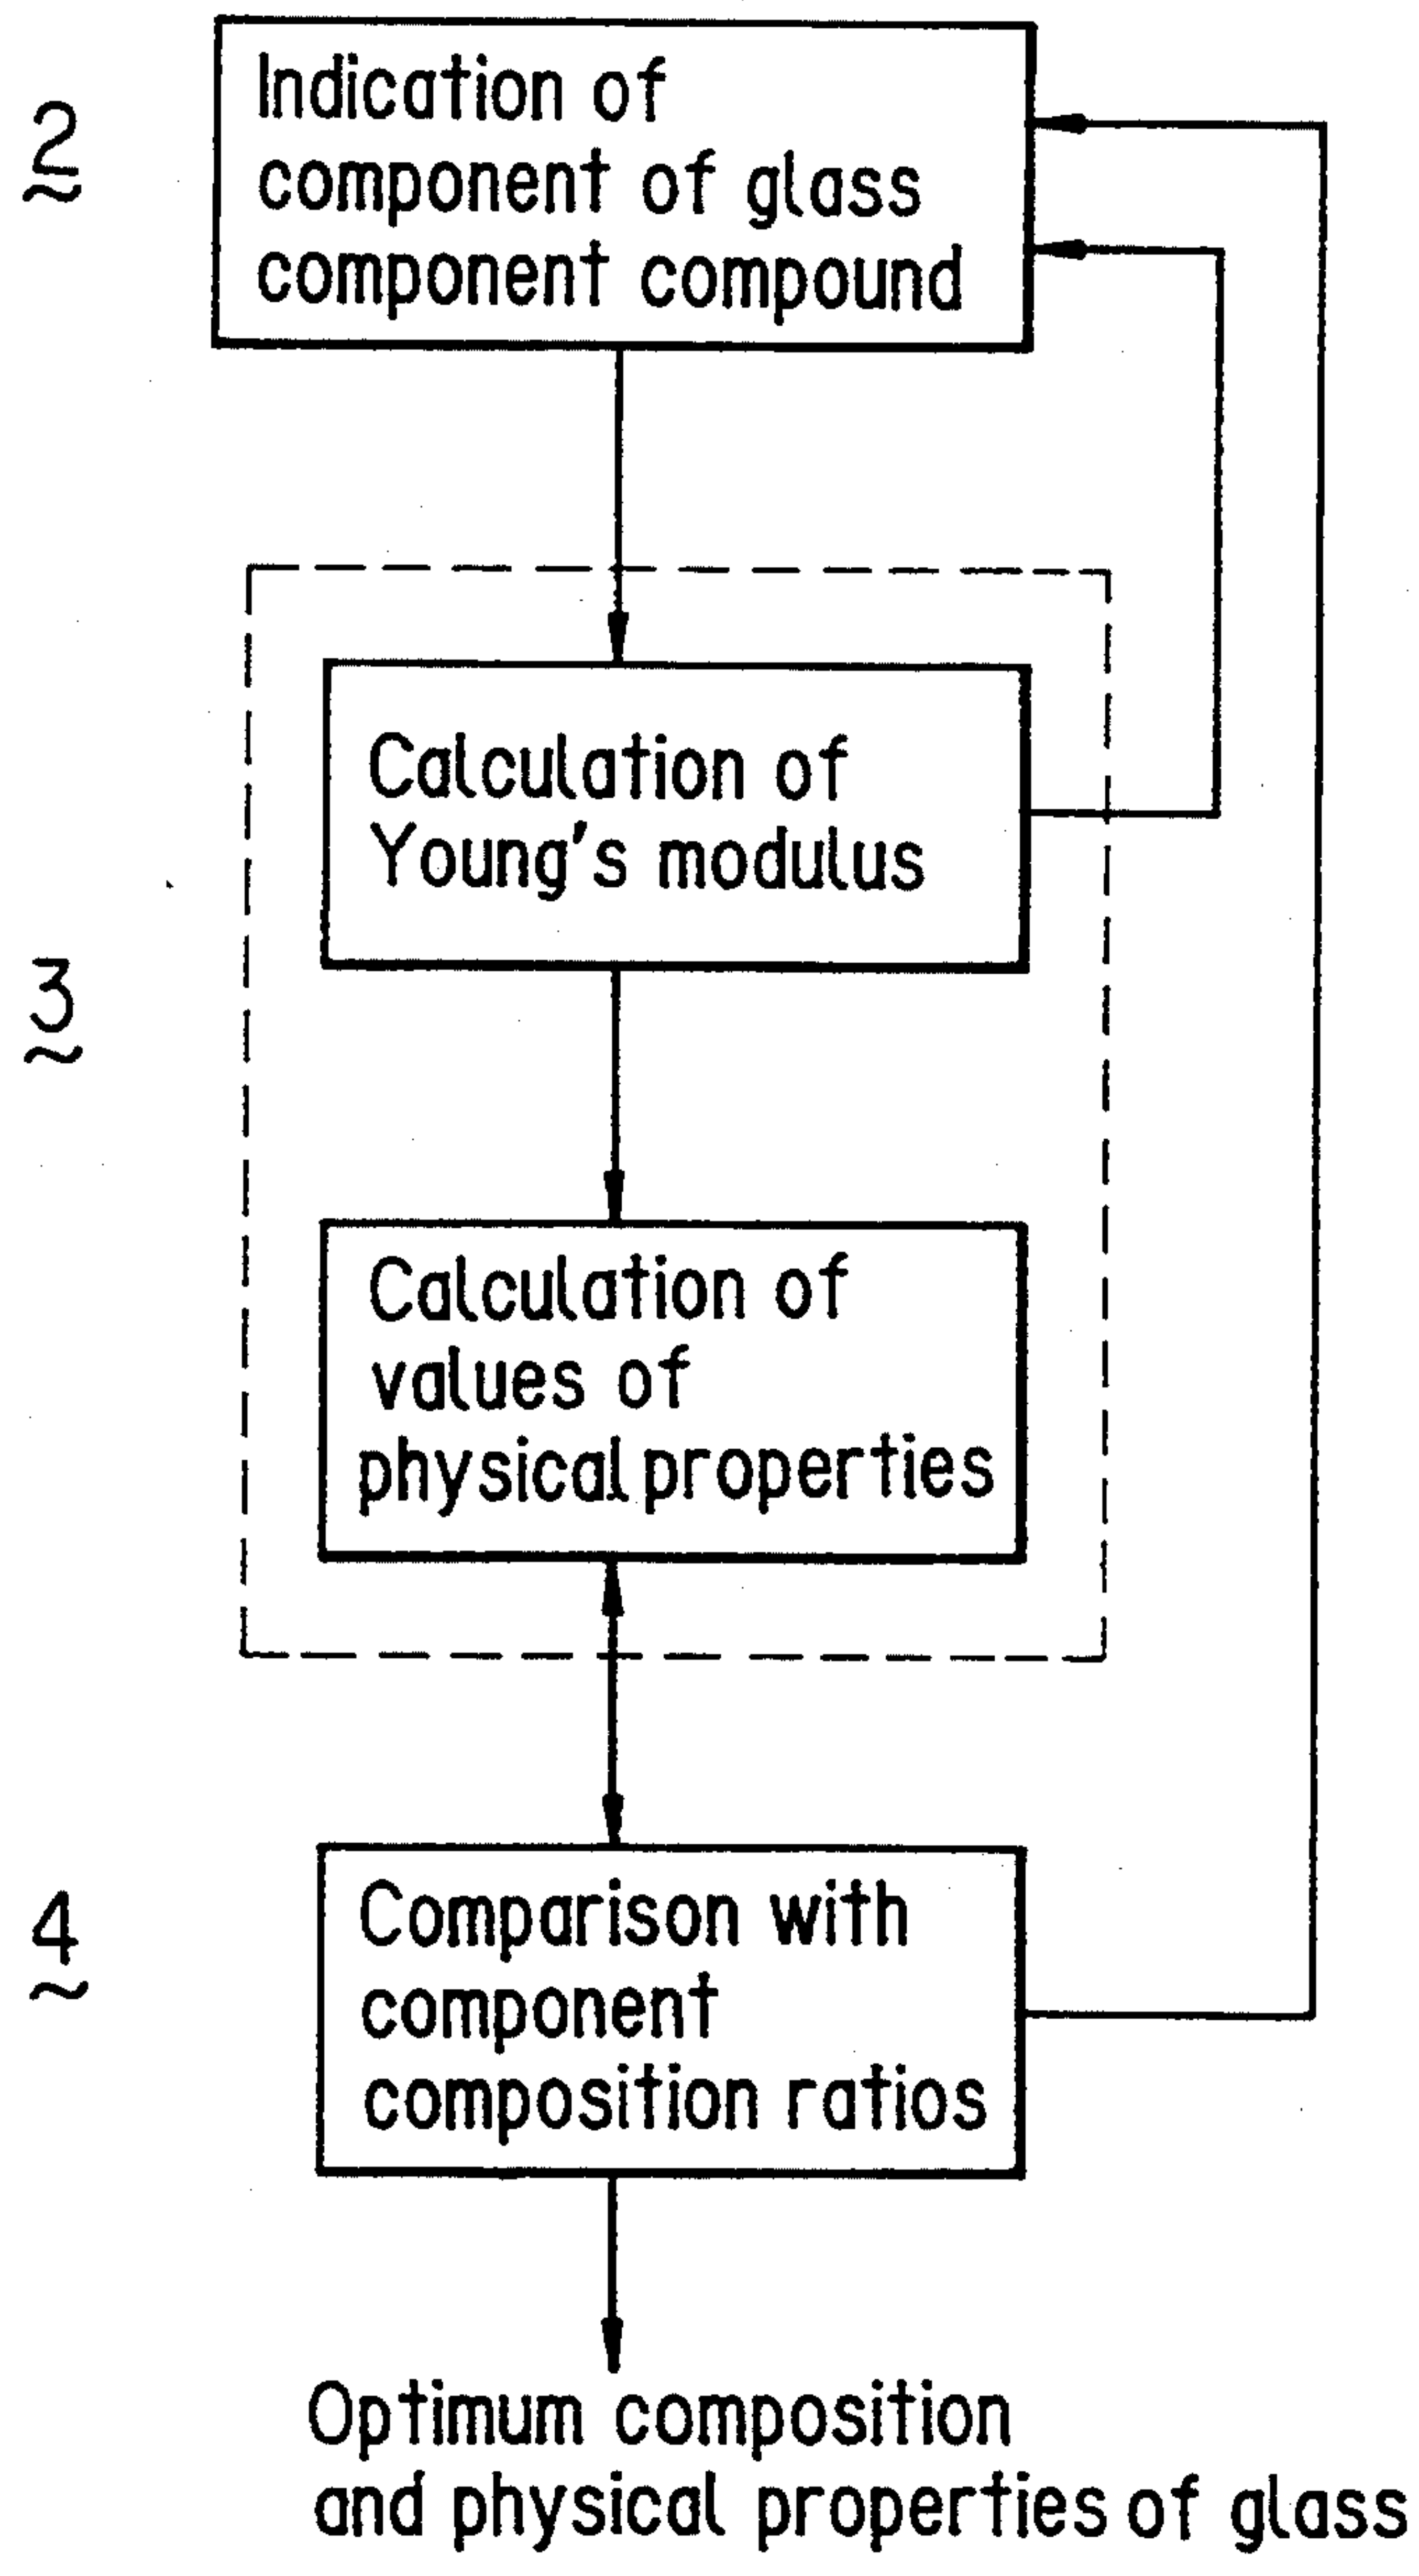 2
Indication of
component of glass
component compound
3
Calculation of
Young's modulus
Calculation of
values of
physical properties
4
Comparison with
component
composition ratios
Optimum composition
and physical properties of glass